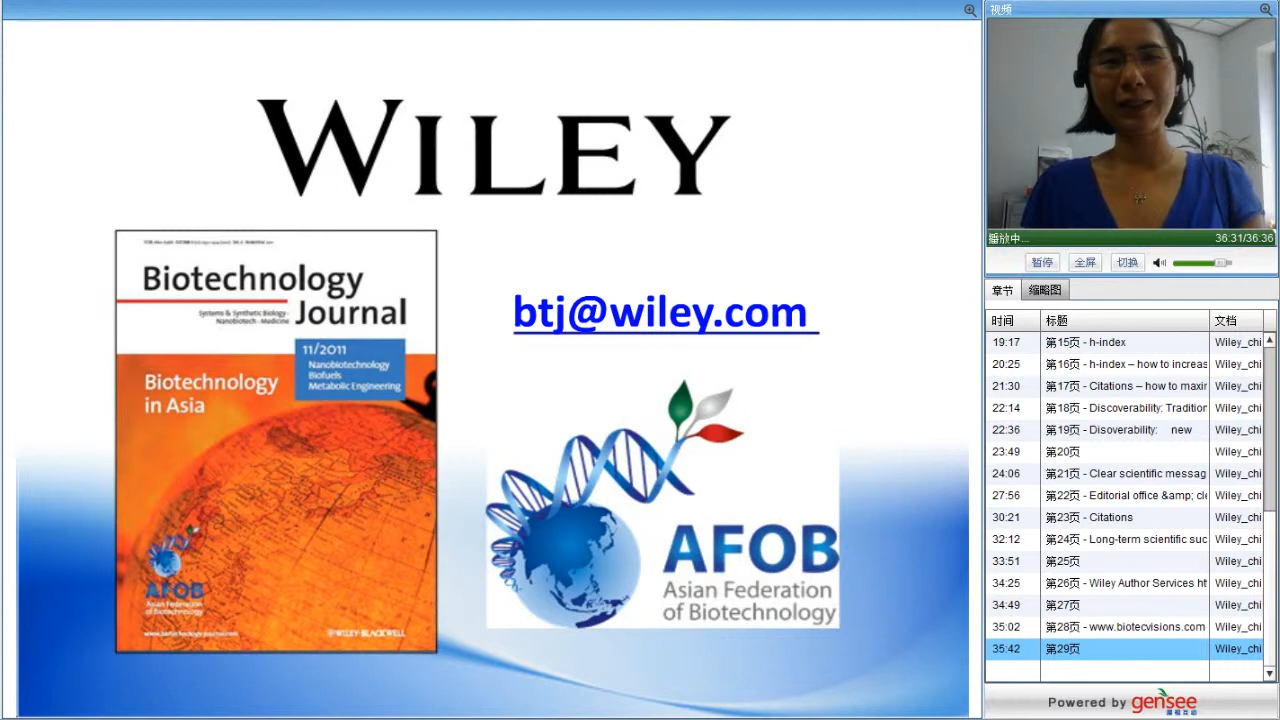 WILEY
Biotechnology
Journal
Systems & Synthetic Biology -
Nanobiotech - Medicine
11/2011
Nanobiotechnology
Biofuels
Metabolic Engineering
Biotechnology
in Asia
AFOB
Asian Federation
of Biotechnology
www.biotechnology-journal.com
WILEY-BLACKWELL
btj@wiley.com
AFOB
Asian Federation
of Biotechnology
视频
播放中...
36:31/36:36
暂停
全屏
切换
章节
缩略图
时间 标题 文档
19:17 第15页 - h-index Wiley_chi
20:25 第16页 - h-index – how to increas Wiley_chi
21:30 第17页 - Citations – how to maxir Wiley_chi
22:14 第18页 - Discoverability: Tradition Wiley_chi
22:36 第19页 - Disoverability: new Wiley_chi
23:49 第20页 Wiley_chi
24:06 第21页 - Clear scientific messag Wiley_chi
27:56 第22页 - Editorial office &amp; cle Wiley_chi
30:21 第23页 - Citations Wiley_chi
32:12 第24页 - Long-term scientific suc Wiley_chi
33:51 第25页 Wiley_chi
34:25 第26页 - Wiley Author Services ht Wiley_chi
34:49 第27页 Wiley_chi
35:02 第28页 - www.biotecvisions.com Wiley_chi
35:42 第29页 Wiley_chi
Powered by gensee
展视互动